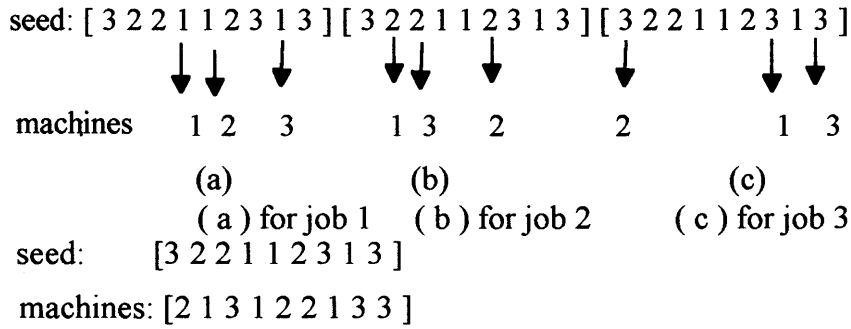 seed: [ 3 2 2 1 1 2 3 1 3 ] [ 3 2 2 1 1 2 3 1 3 ] [ 3 2 2 1 1 2 3 1 3 ]
machines 1 2 3 1 3 2 2 1 3
(a) (b) (c)
( a ) for job 1 ( b ) for job 2 ( c ) for job 3
seed: [3 2 2 1 1 2 3 1 3 ]
machines: [2 1 3 1 2 2 1 3 3 ]